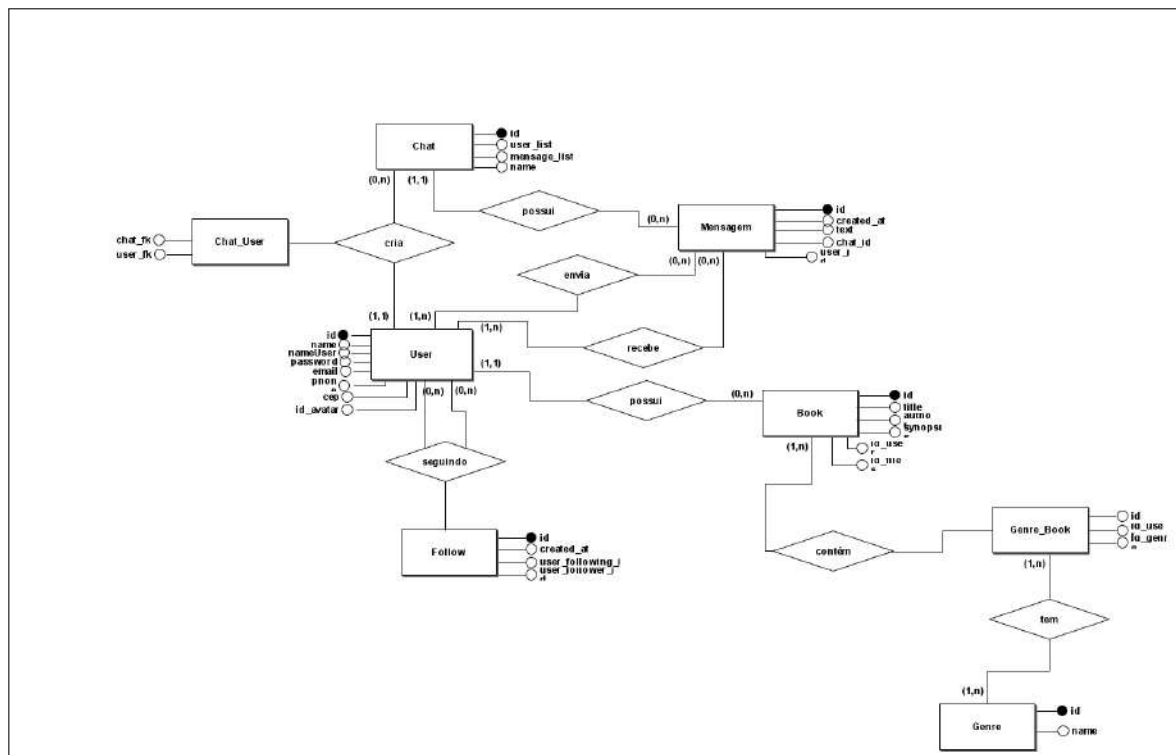 Chat
id
user_list
mensage_list
name
(0,n)
(1,1)
possui
(0,n)
Mensagem
id
created_at
text
chat_id
Chat_User
chat_fk
user_fk
cria
(0,n)
(0,n)
envia
(1,1)
(1,n)
(1,n)
recebe
User
id
name
nameUser
password
email
cep
id_avatar
(1,1)
(0,n)
(0,n)
possui
(0,n)
Book
id
title
(1,n)
seguindo
Follow
id
created_at
contém
Genre_Book
id
(1,n)
tem
(1,n)
Genre
id
name